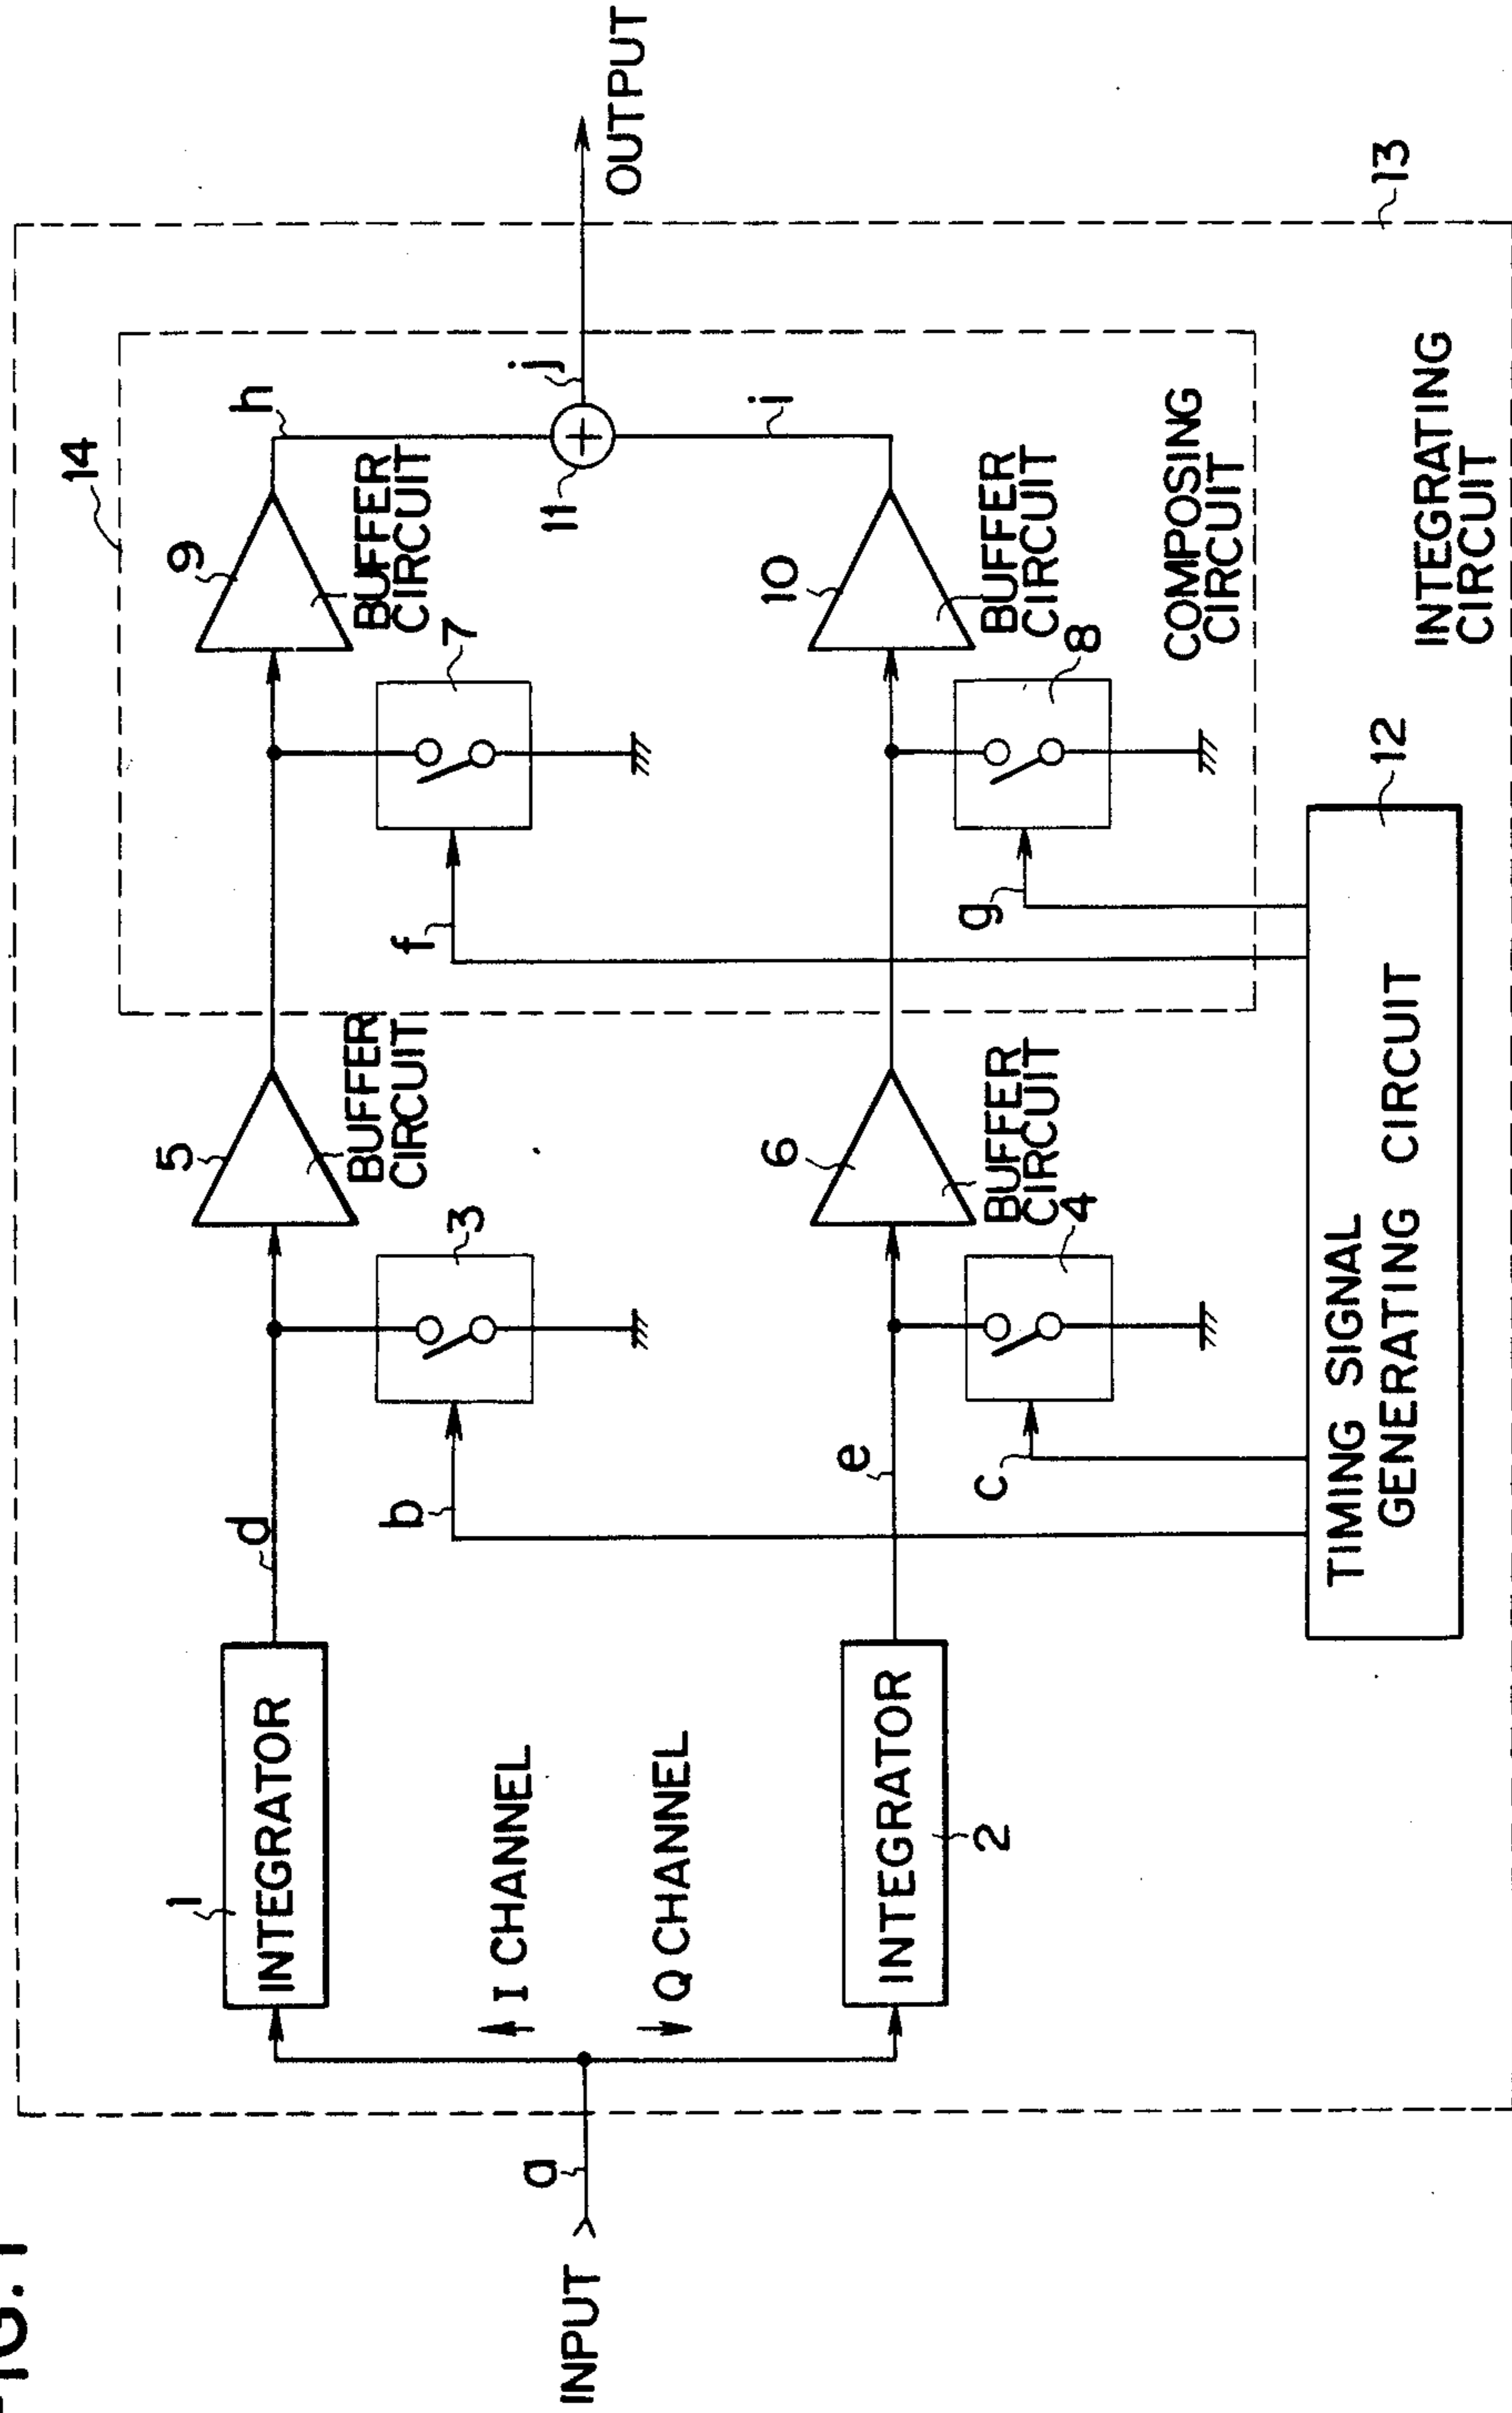 FIG. 1
14
9
h
BUFFER
CIRCUIT
7
f
5
BUFFER
CIRCUIT
3
b
d
1
INTEGRATOR
I CHANNEL
Q CHANNEL
INPUT
a
11
j
OUTPUT
i
10
BUFFER
CIRCUIT
8
g
6
BUFFER
CIRCUIT
4
c
e
INTEGRATOR
2
COMPOSING
CIRCUIT
12
TIMING SIGNAL
GENERATING CIRCUIT
INTEGRATING
CIRCUIT
13